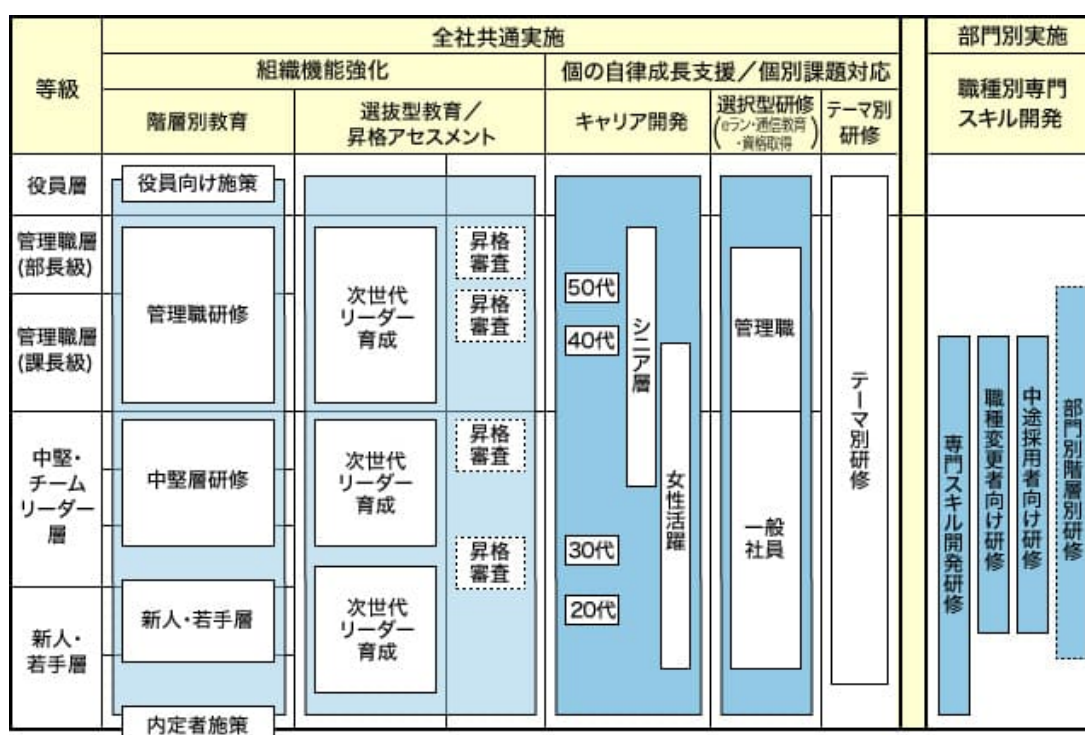 等級
全社共通実施
部門別実施
組織機能強化
個の自律成長支援／個別課題対応
職種別専門
スキル開発
階層別教育
選抜型教育／
昇格アセスメント
キャリア開発
選択型研修
(eラン・通信教育
・資格取得)
テーマ別
研修
役員層
管理職層
(部長級)
管理職層
(課長級)
中堅・
チーム
リーダー
層
新人・
若手層
役員向け施策
管理職研修
中堅層研修
新人・若手層
内定者施策
次世代
リーダー
育成
次世代
リーダー
育成
次世代
リーダー
育成
昇格
審査
昇格
審査
昇格
審査
昇格
審査
50代
40代
30代
20代
シニア層
女性活躍
管理職
一般
社員
テーマ別研修
専門スキル開発研修
職種変更者向け研修
中途採用者向け研修
部門別階層別研修